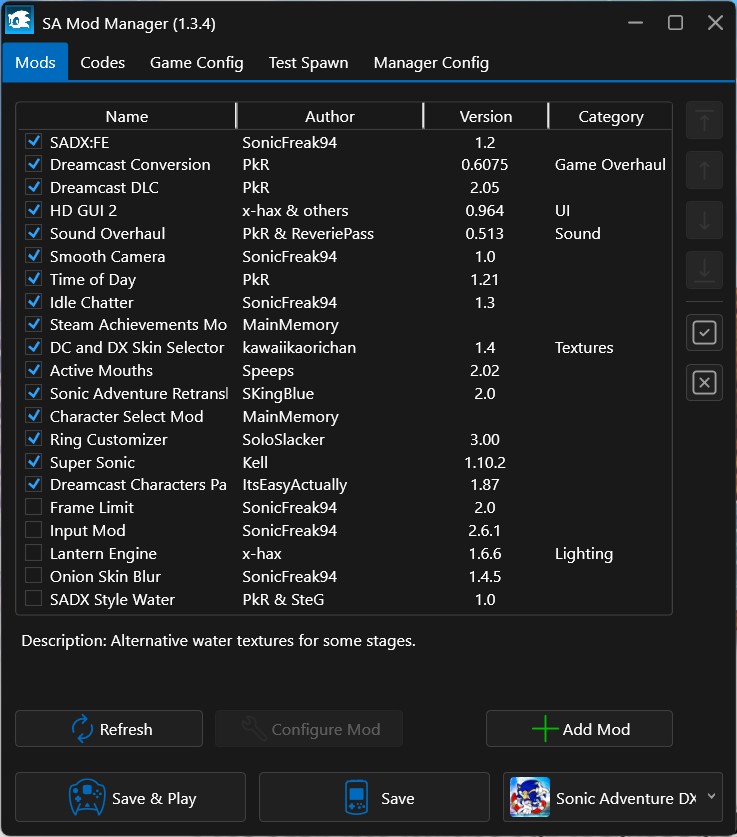 SA Mod Manager (1.3.4)
Mods Codes Game Config Test Spawn Manager Config
Name Author Version Category
SADX:FE SonicFreak94 1.2
Dreamcast Conversion PkR 0.6075 Game Overhaul
Dreamcast DLC PkR 2.05
HD GUI 2 x-hax & others 0.964 UI
Sound Overhaul PkR & ReveriePass 0.513 Sound
Smooth Camera SonicFreak94 1.0
Time of Day PkR 1.21
Idle Chatter SonicFreak94 1.3
Steam Achievements Mo MainMemory
DC and DX Skin Selector kawaiikaorichan 1.4 Textures
Active Mouths Speeps 2.02
Sonic Adventure Retransl SKingBlue 2.0
Character Select Mod MainMemory
Ring Customizer SoloSlacker 3.00
Super Sonic Kell 1.10.2
Dreamcast Characters Pa ItsEasyActually 1.87
Frame Limit SonicFreak94 2.0
Input Mod SonicFreak94 2.6.1
Lantern Engine x-hax 1.6.6 Lighting
Onion Skin Blur SonicFreak94 1.4.5
SADX Style Water PkR & SteG 1.0
Description: Alternative water textures for some stages.
Refresh Configure Mod Add Mod
Save & Play Save Sonic Adventure DX